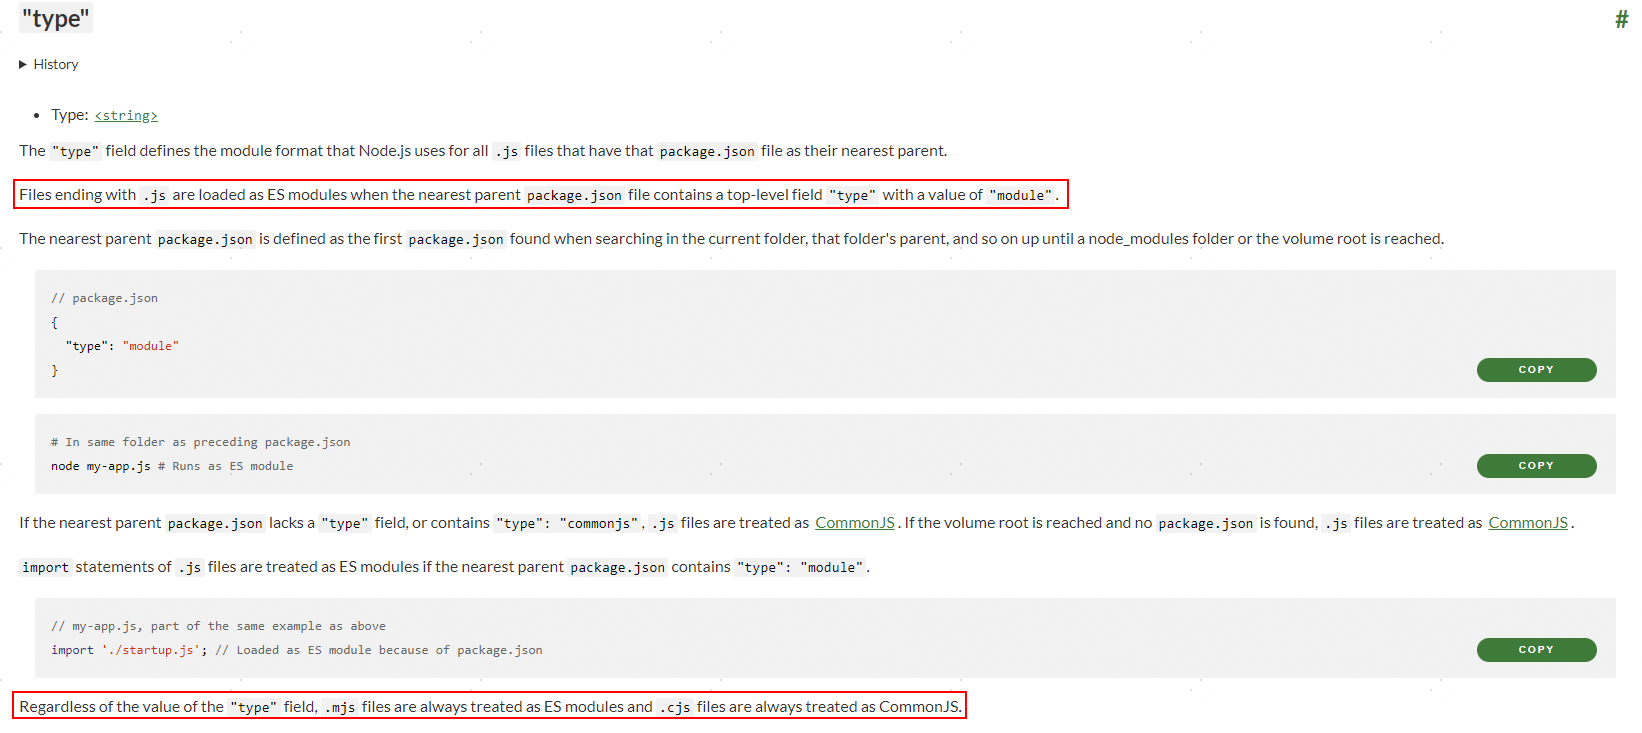 "type"
#
▶ History
• Type: <string>
The "type" field defines the module format that Node.js uses for all .js files that have that package.json file as their nearest parent.
Files ending with .js are loaded as ES modules when the nearest parent package.json file contains a top-level field "type" with a value of "module".
The nearest parent package.json is defined as the first package.json found when searching in the current folder, that folder's parent, and so on up until a node_modules folder or the volume root is reached.
// package.json
{
  "type": "module"
}
COPY
# In same folder as preceding package.json
node my-app.js # Runs as ES module
COPY
If the nearest parent package.json lacks a "type" field, or contains "type": "commonjs", .js files are treated as CommonJS. If the volume root is reached and no package.json is found, .js files are treated as CommonJS.
import statements of .js files are treated as ES modules if the nearest parent package.json contains "type": "module".
// my-app.js, part of the same example as above
import './startup.js'; // Loaded as ES module because of package.json
COPY
Regardless of the value of the "type" field, .mjs files are always treated as ES modules and .cjs files are always treated as CommonJS.